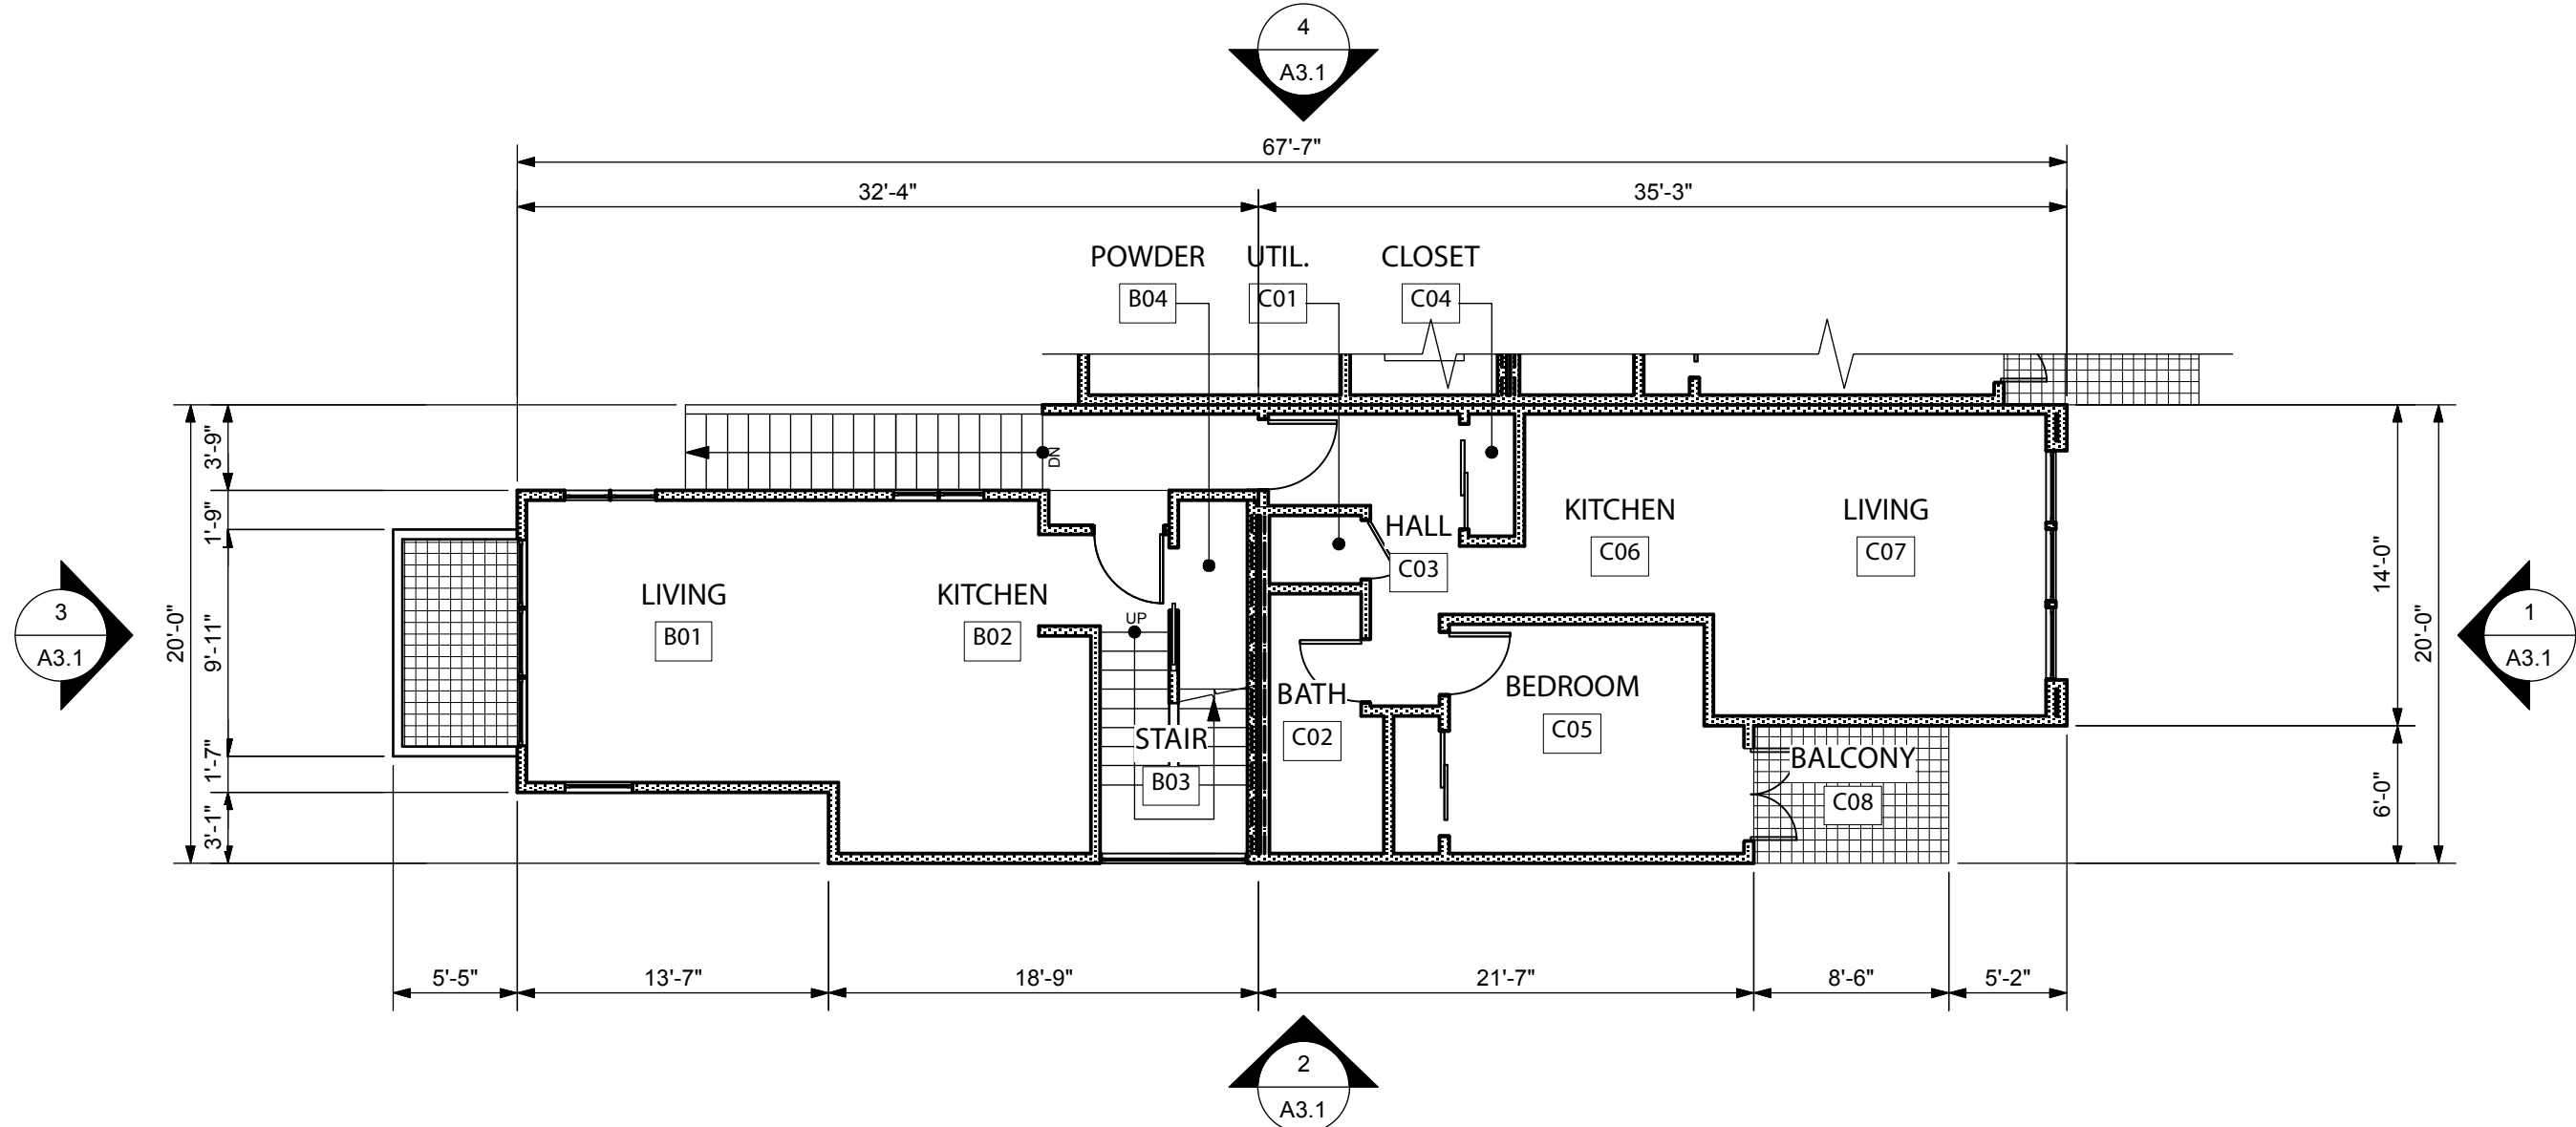 4
A3.1
67'-7"
32'-4"
35'-3"
POWDER
UTIL.
CLOSET
B04
C01
C04
3'-9"
1'-9"
9'-11"
1'-7"
3'-1"
20'-0"
3
A3.1
DN
LIVING
B01
KITCHEN
B02
UP
STAIR
B03
HALL
C03
BATH
C02
KITCHEN
C06
LIVING
C07
BEDROOM
C05
BALCONY
C08
14'-0"
6'-0"
20'-0"
1
A3.1
5'-5"
13'-7"
18'-9"
21'-7"
8'-6"
5'-2"
2
A3.1